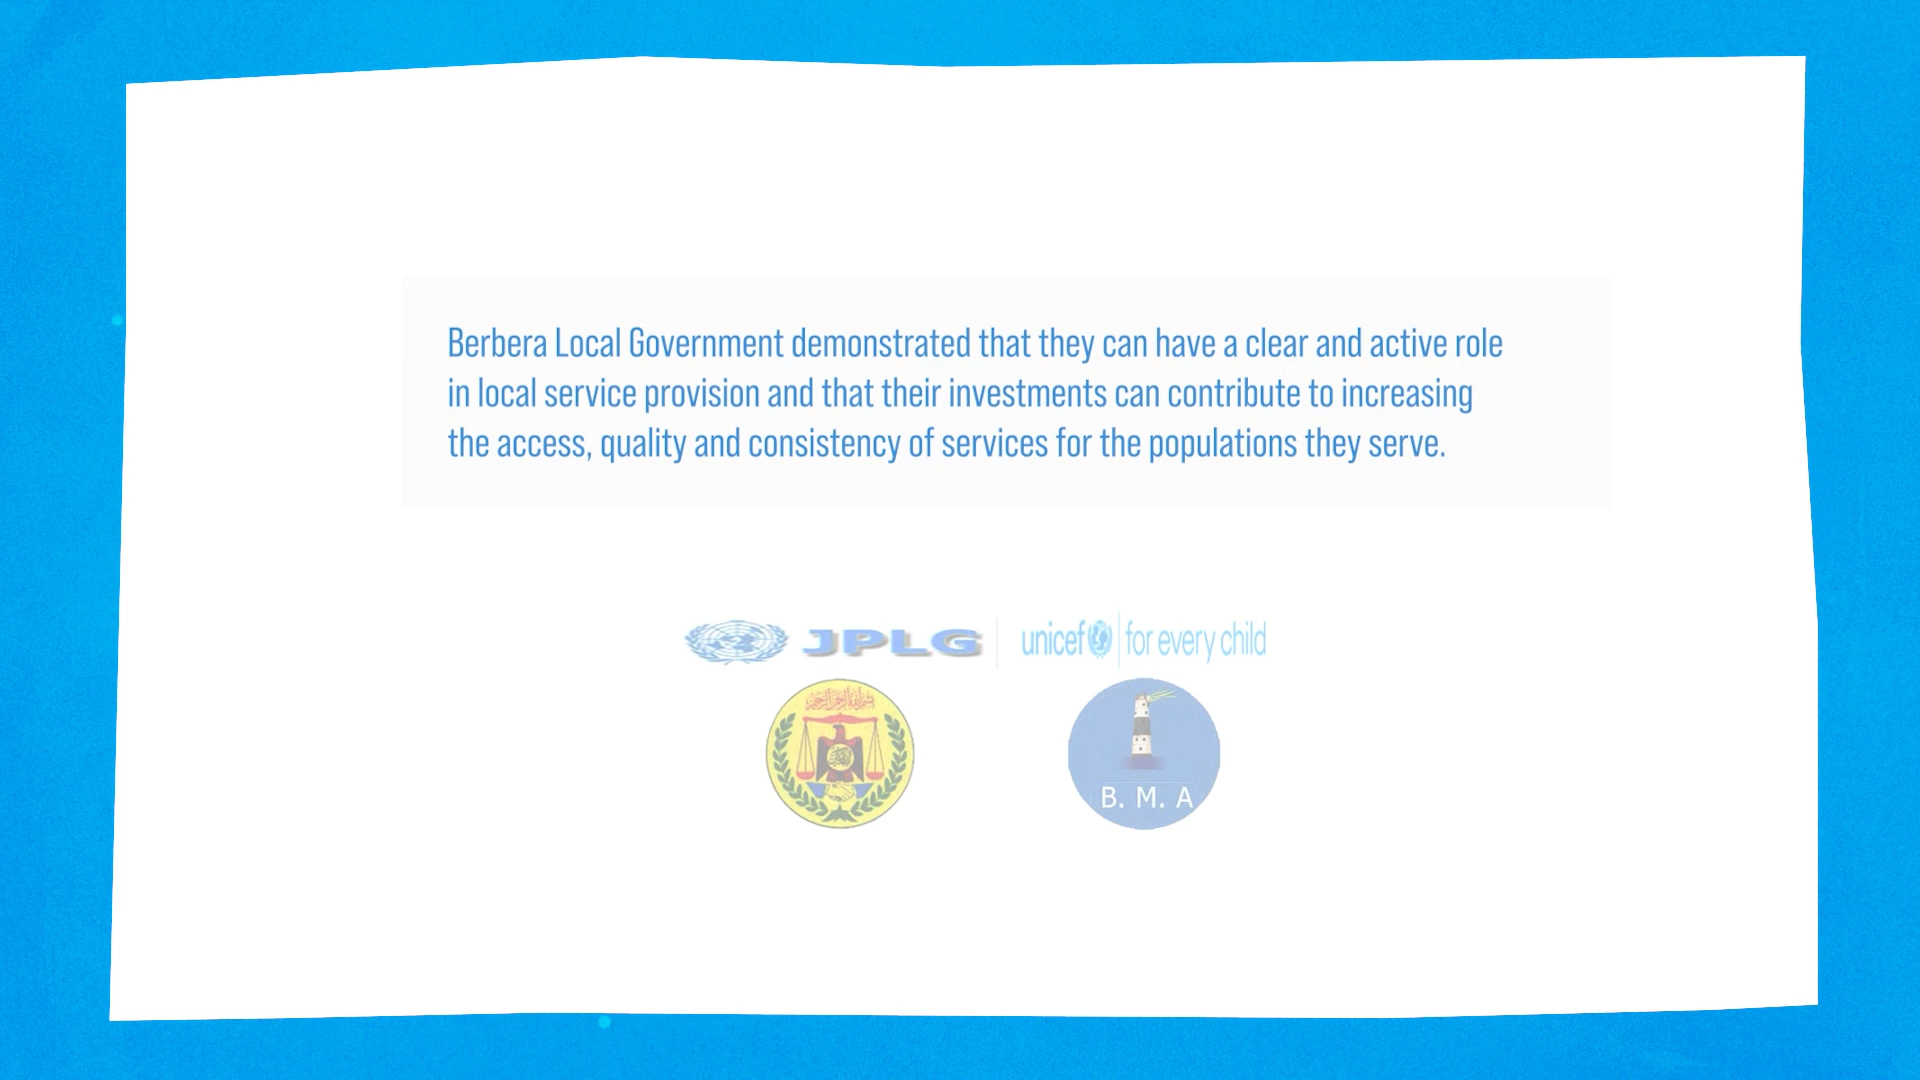 Berbera Local Government demonstrated that they can have a clear and active role
in local service provision and that their investments can contribute to increasing
the access, quality and consistency of services for the populations they serve.
JPLG
unicef for every child
B. M. A